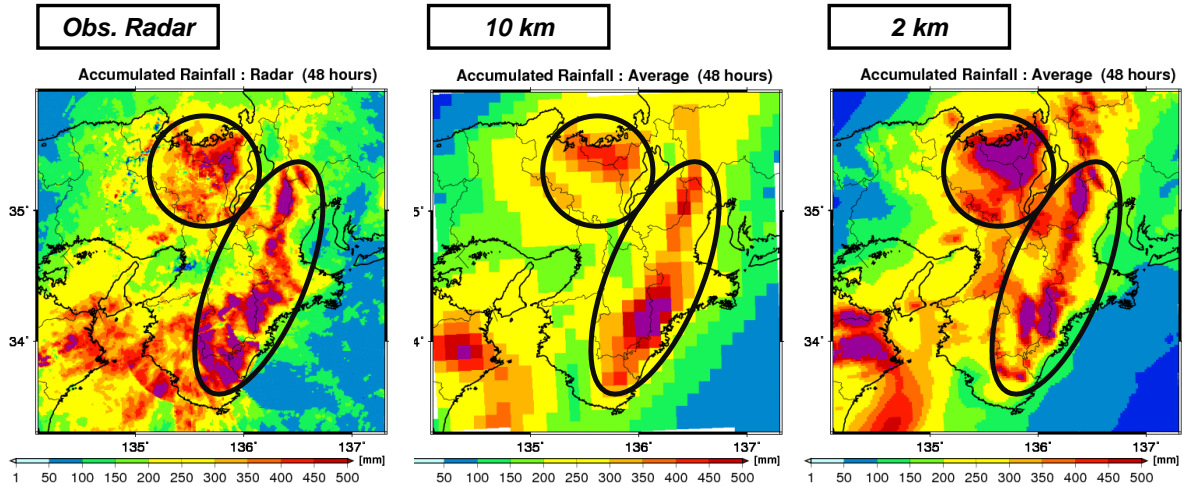 Obs. Radar
10 km
2 km
Accumulated Rainfall : Radar (48 hours)
Accumulated Rainfall : Average (48 hours)
Accumulated Rainfall : Average (48 hours)
35°
34°
135 136 137
5°
4°
135 136 137
35°
34°
135 136 137
[mm]
1 50 100 150 200 250 300 350 400 450 500
[mm]
50 100 150 200 250 300 350 400 450 500
[mm]
1 50 100 150 200 250 300 350 400 450 500